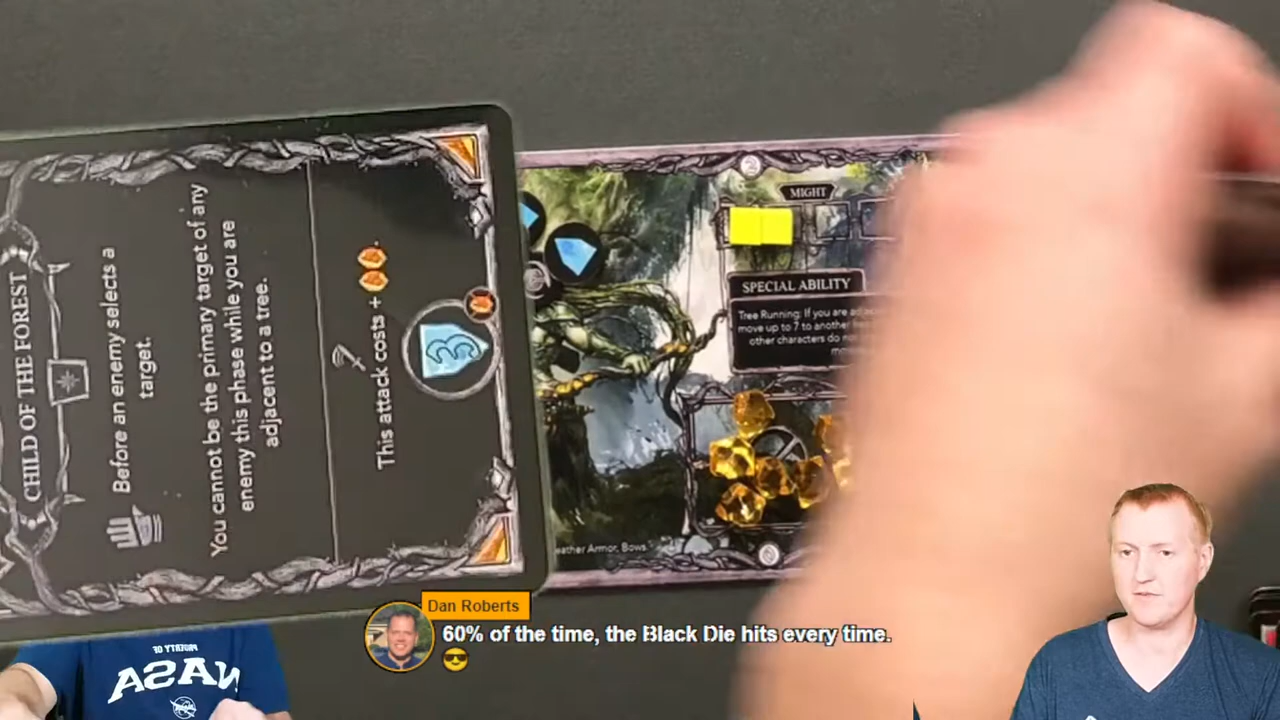 CHILD OF THE FOREST
Before an enemy selects a
target.
You cannot be the primary target of any
enemy this phase while you are
adjacent to a tree.
This attack costs +
3
MIGHT
SPECIAL ABILITY
Tree Running: If you are
move up to 7 to another
other characters do
eather Armor, Bows
PROPERTY OF
NASA
Dan Roberts
60% of the time, the Black Die hits every time.